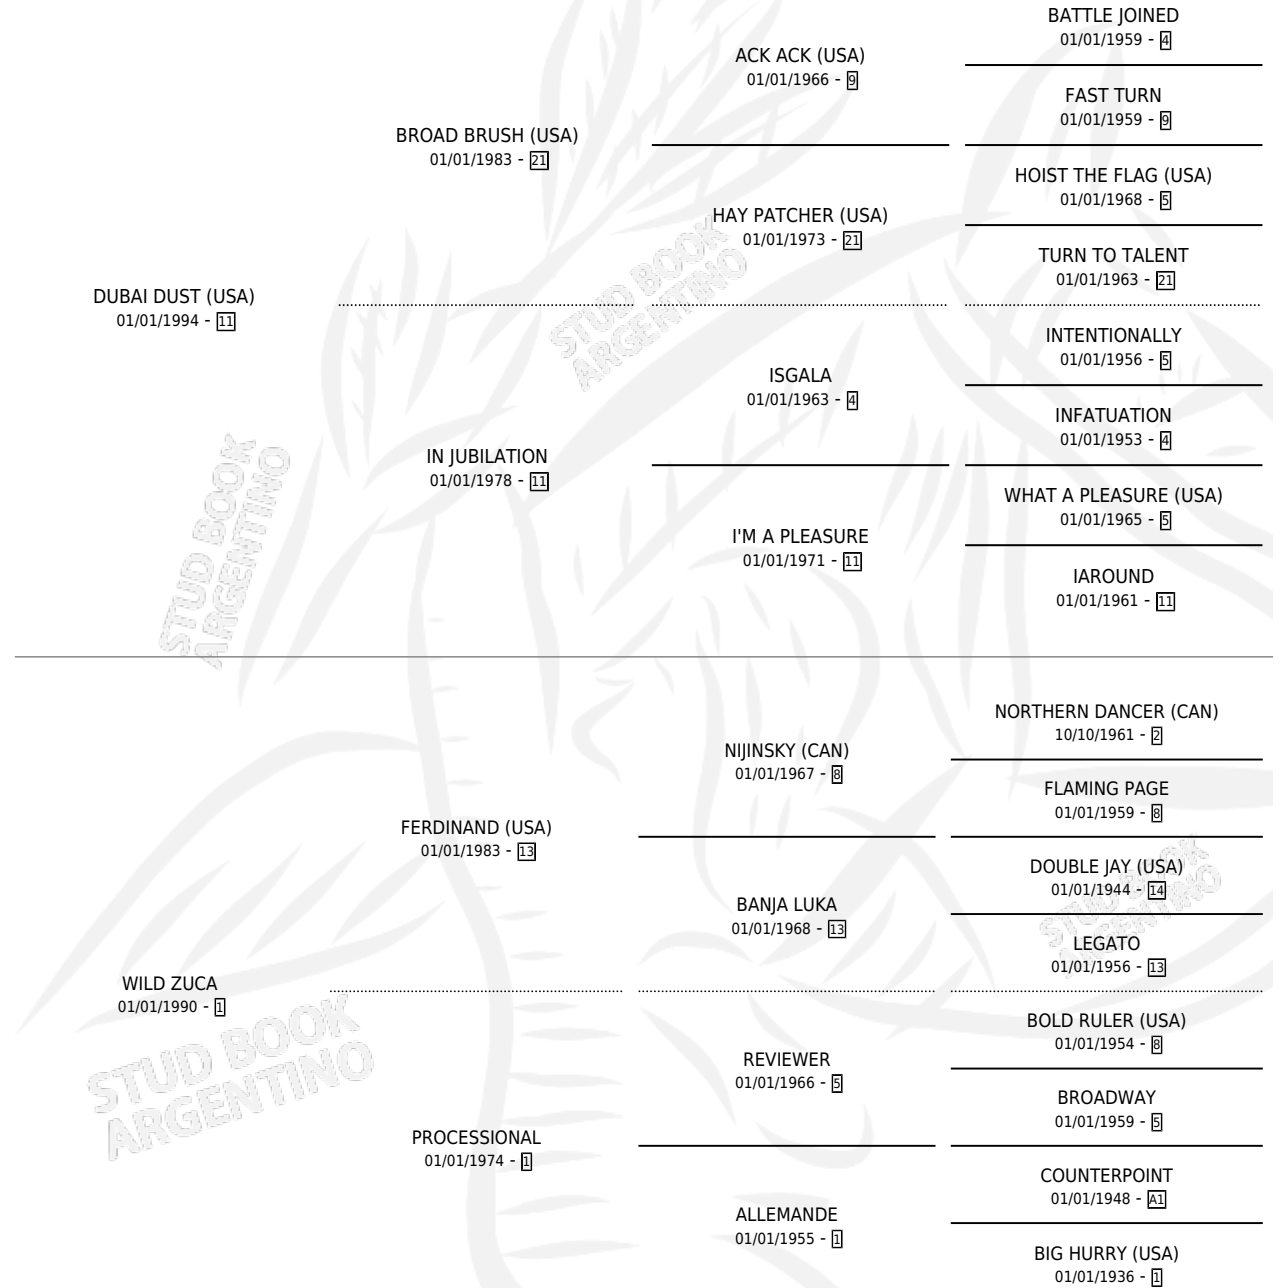 BATTLE JOINED
01/01/1959 - 4
ACK ACK (USA)
01/01/1966 - 9
FAST TURN
01/01/1959 - 9
BROAD BRUSH (USA)
01/01/1983 - 21
HOIST THE FLAG (USA)
01/01/1968 - 5
HAY PATCHER (USA)
01/01/1973 - 21
TURN TO TALENT
01/01/1963 - 21
DUBAI DUST (USA)
01/01/1994 - 11
STUD BOOK
ARGENTINO
INTENTIONALLY
01/01/1956 - 5
ISGALA
01/01/1963 - 4
INFATUATION
01/01/1953 - 4
IN JUBILATION
01/01/1978 - 11
WHAT A PLEASURE (USA)
01/01/1965 - 5
I'M A PLEASURE
01/01/1971 - 11
IAROUND
01/01/1961 - 11
STUD BOOK
ARGENTINO
NORTHERN DANCER (CAN)
10/10/1961 - 2
NIJINSKY (CAN)
01/01/1967 - 8
FLAMING PAGE
01/01/1959 - 8
FERDINAND (USA)
01/01/1983 - 13
DOUBLE JAY (USA)
01/01/1944 - 14
BANJA LUKA
01/01/1968 - 13
STUD BOOK
ARGENTINO
LEGATO
01/01/1956 - 13
WILD ZUCA
01/01/1990 - 1
STUD BOOK
ARGENTINO
BOLD RULER (USA)
01/01/1954 - 8
REVIEWER
01/01/1966 - 5
BROADWAY
01/01/1959 - 5
PROCESSIONAL
01/01/1974 - 1
COUNTERPOINT
01/01/1948 - A1
ALLEMANDE
01/01/1955 - 1
BIG HURRY (USA)
01/01/1936 - 1